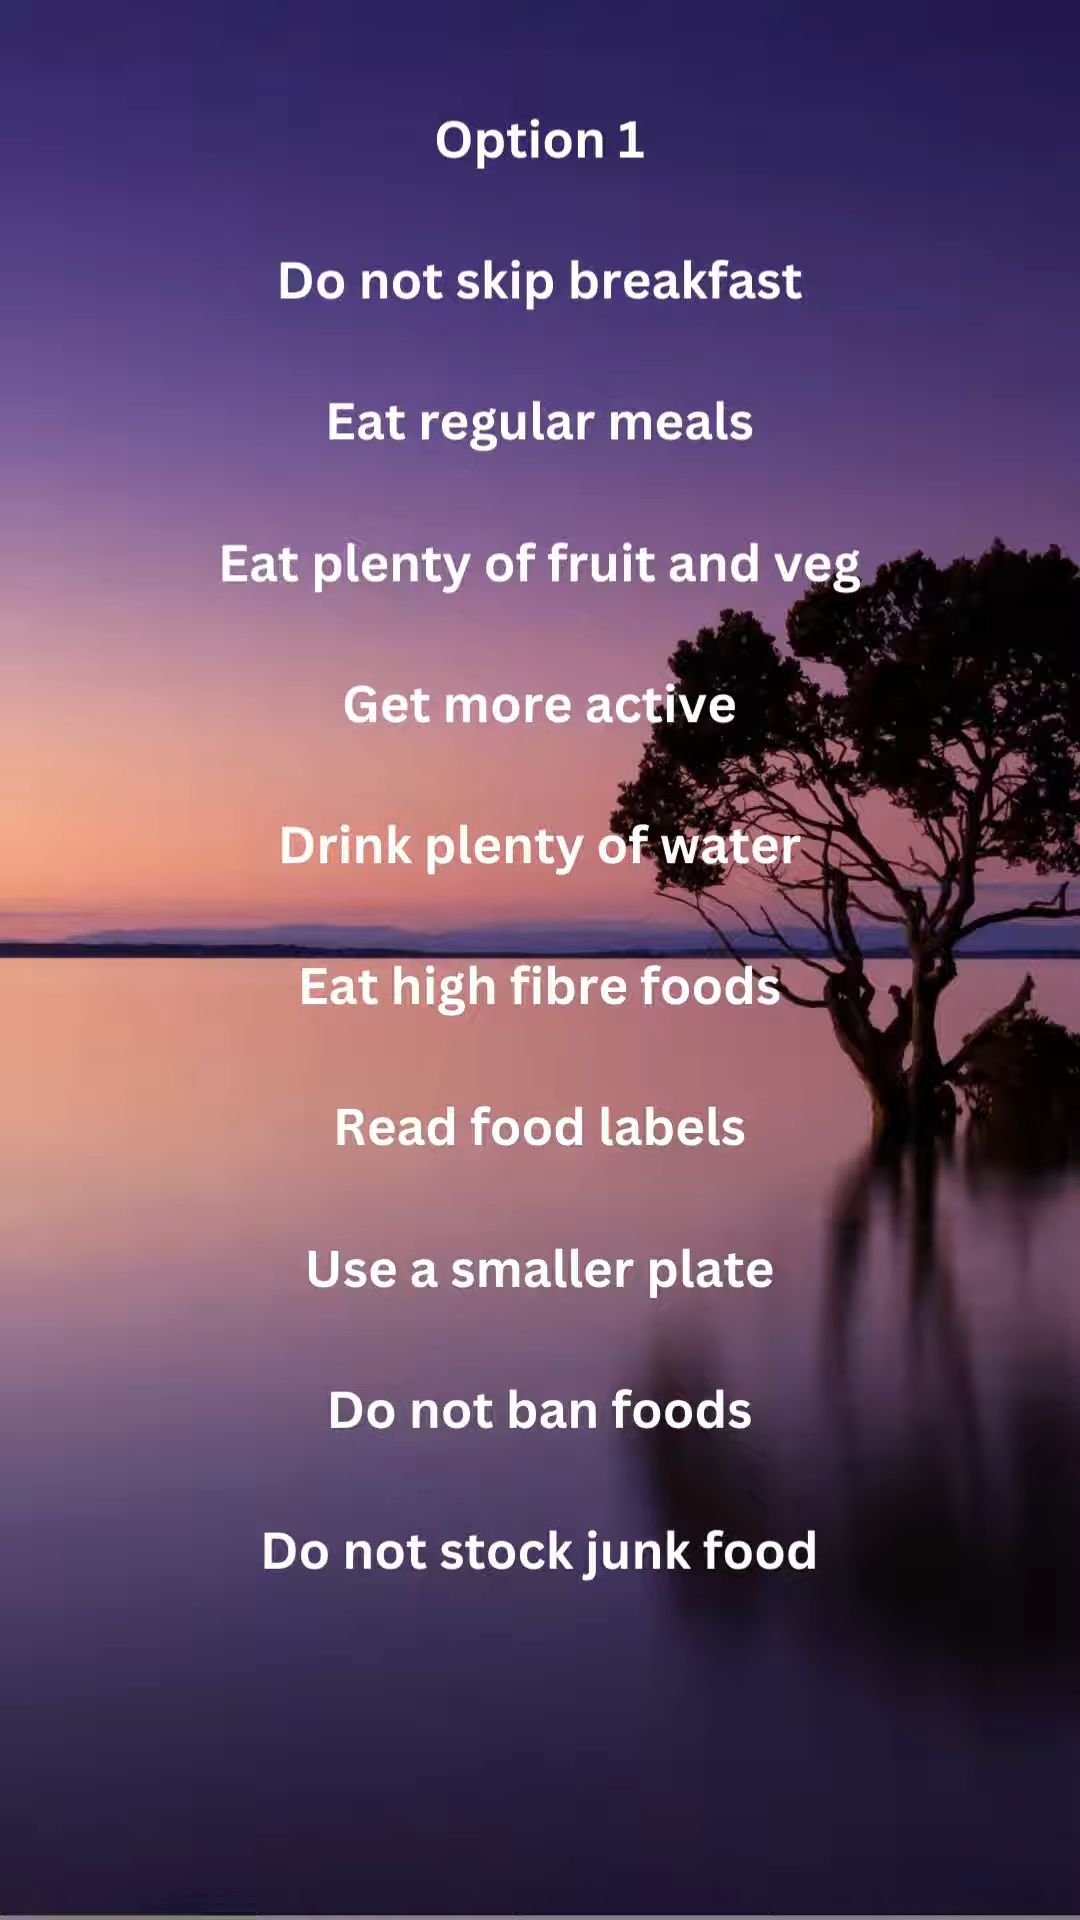 Option 1
Do not skip breakfast
Eat regular meals
Eat plenty of fruit and veg
Get more active
Drink plenty of water
Eat high fibre foods
Read food labels
Use a smaller plate
Do not ban foods
Do not stock junk food